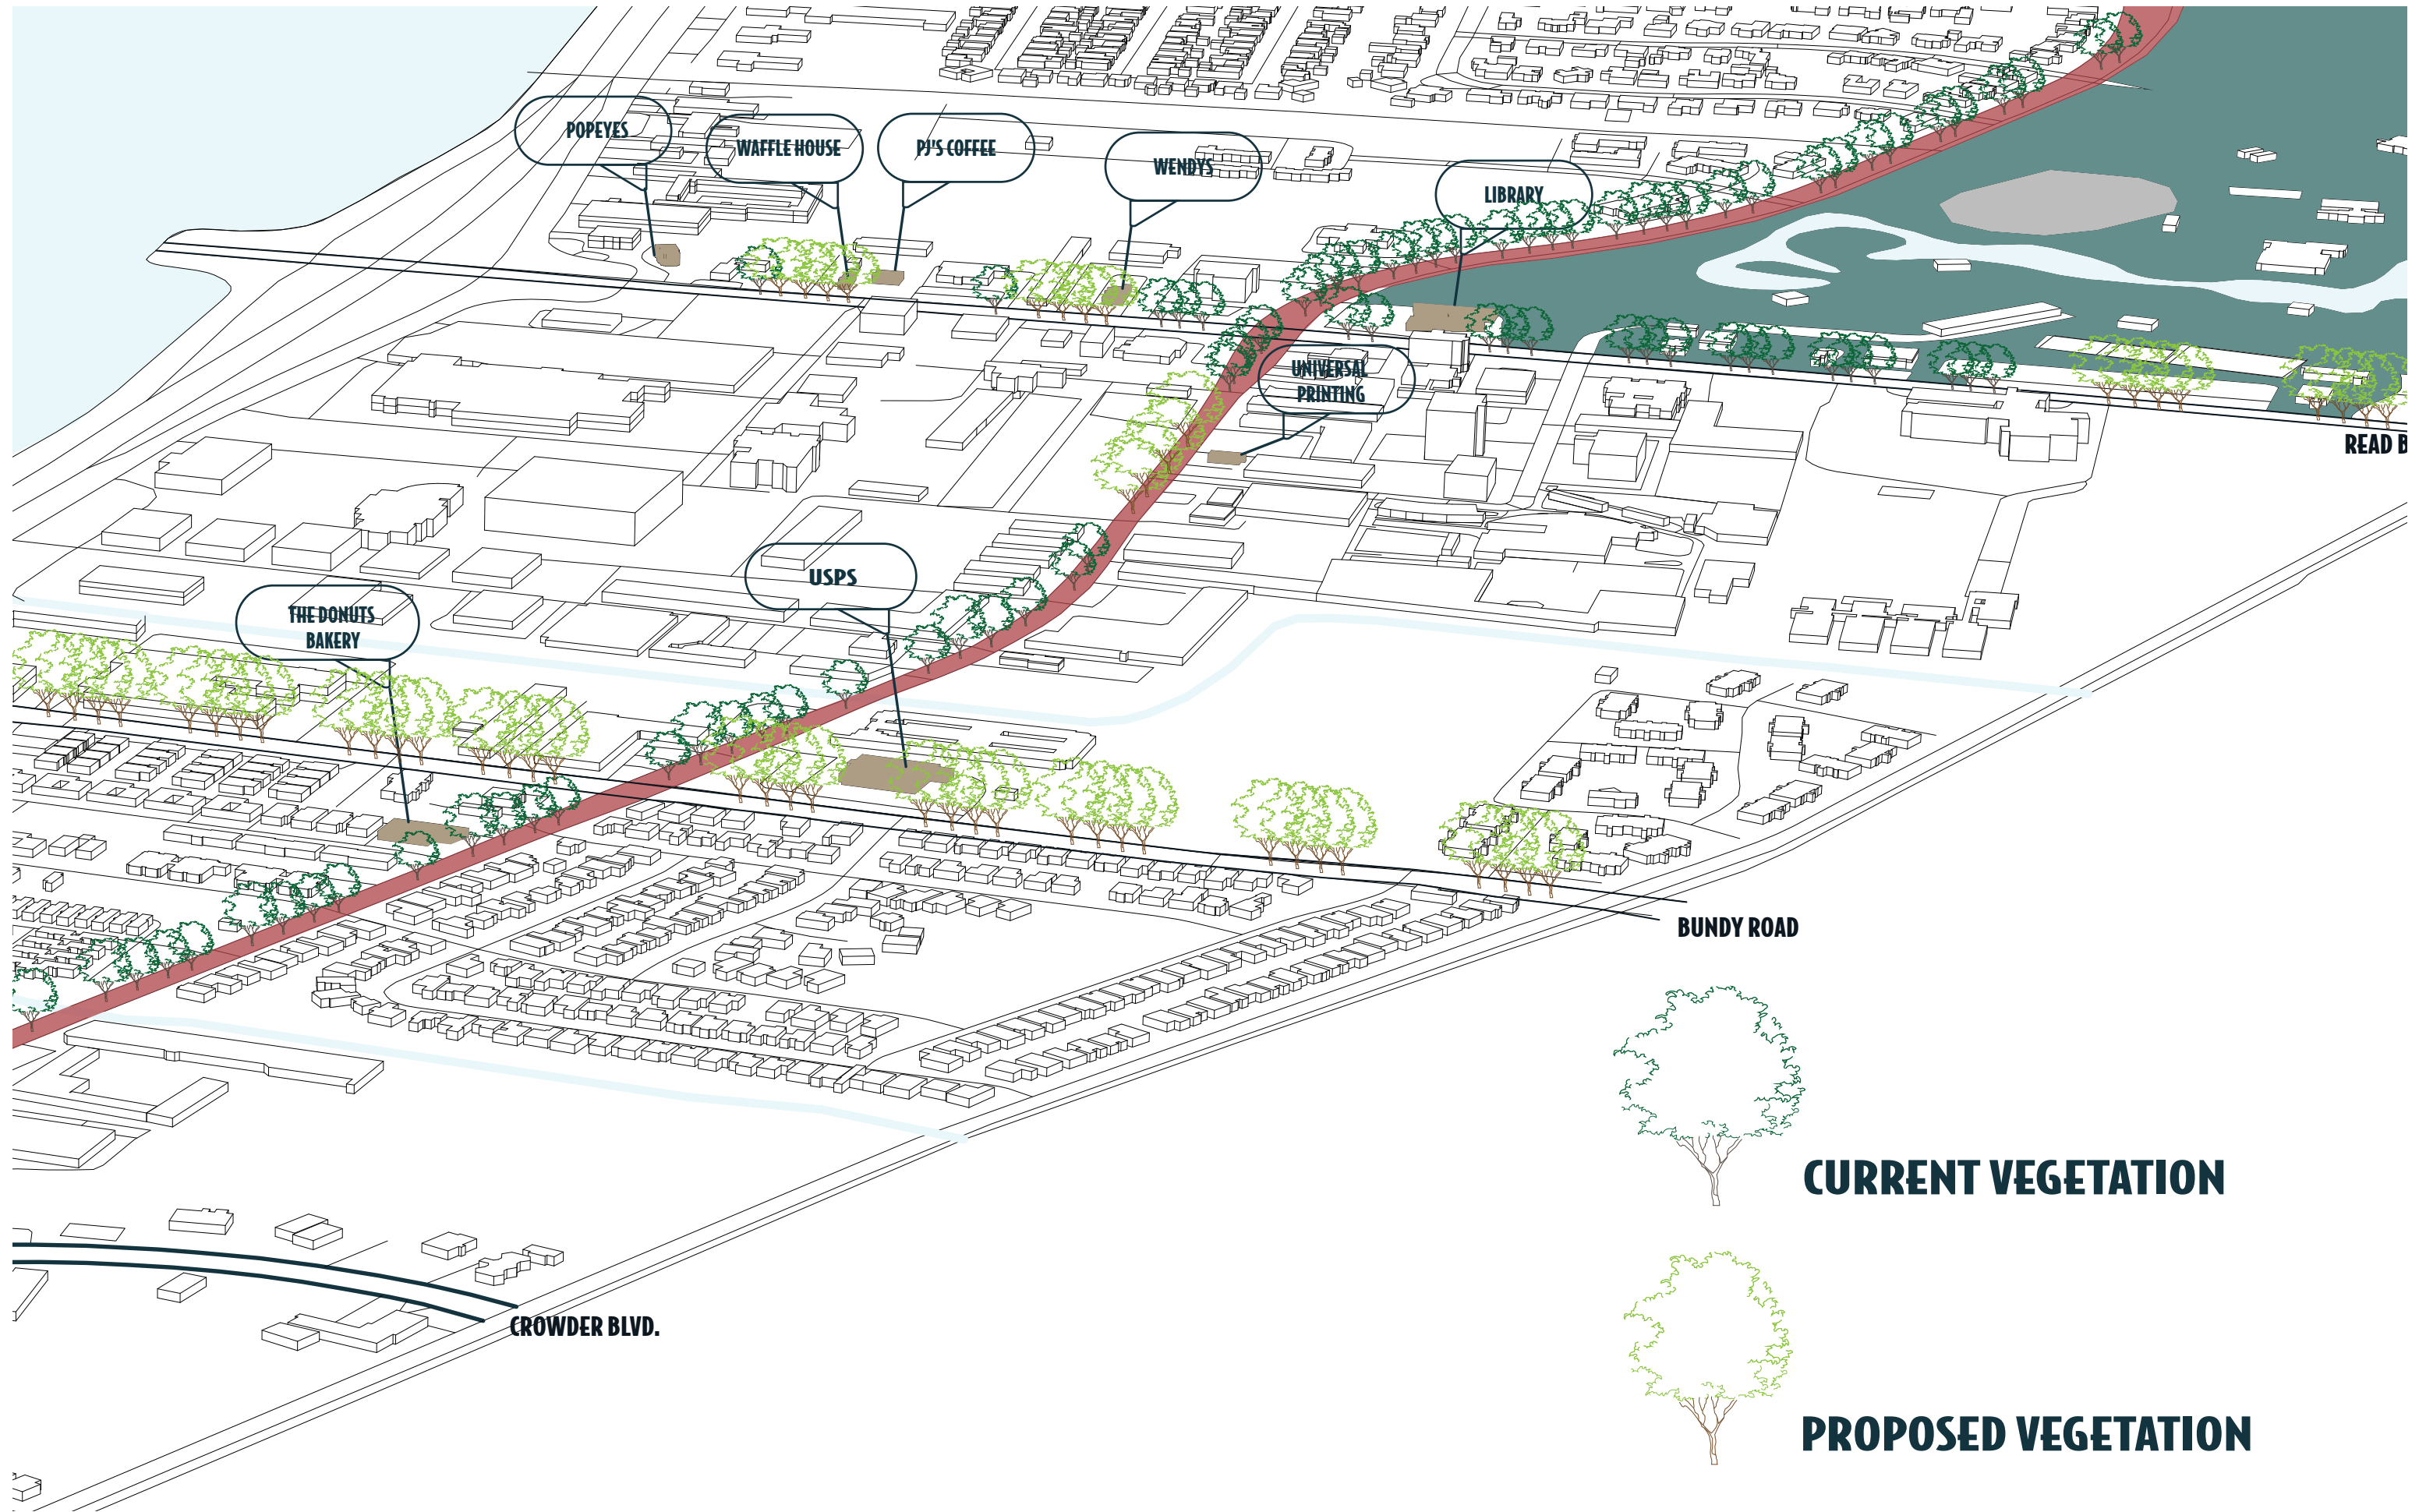 POPEYES
WAFFLE HOUSE
PJ'S COFFEE
WENDYS
LIBRARY
UNIVERSAL
PRINTING
READ B
USPS
THE DONUTS
BAKERY
BUNDY ROAD
CURRENT VEGETATION
CROWDER BLVD.
PROPOSED VEGETATION